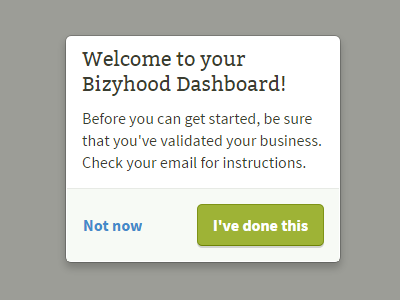 Welcome to your
Bizyhood Dashboard!
Before you can get started, be sure
that you've validated your business.
Check your email for instructions.
Not now
I've done this